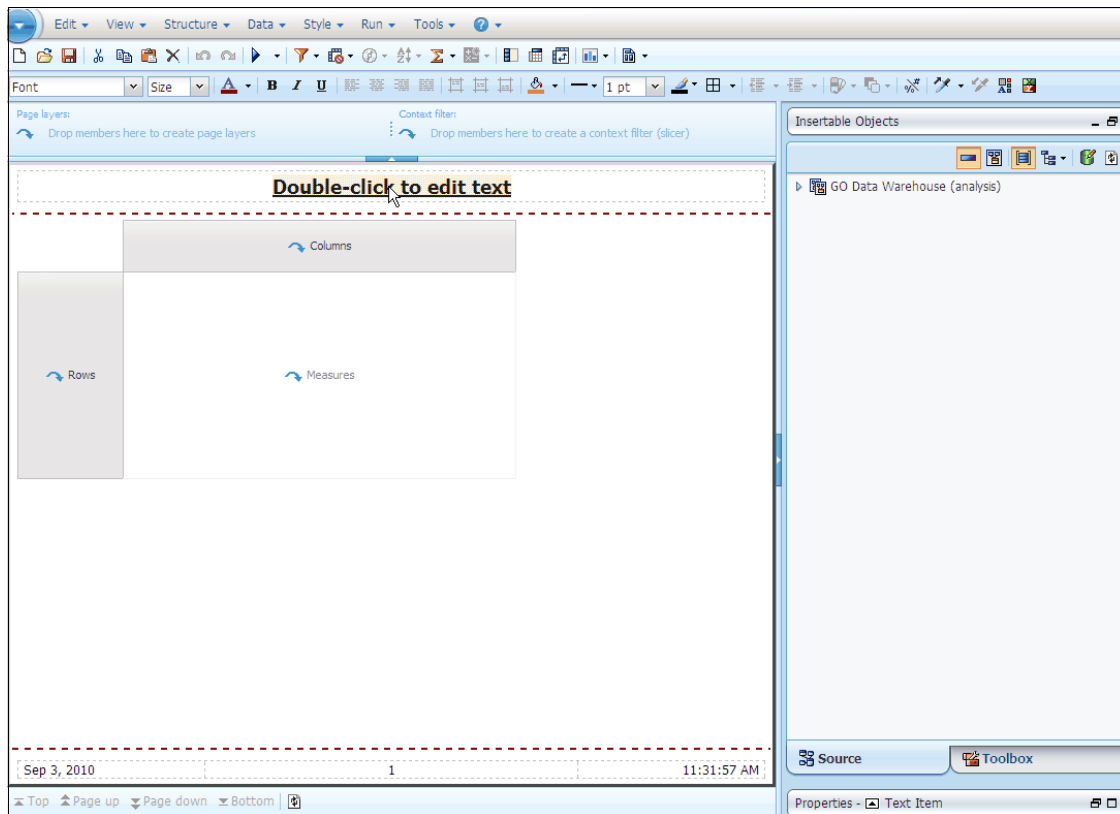 Edit View Structure Data Style Run Tools ?
Font Size A B I U 1 pt
Page layers:
Drop members here to create page layers
Context filter:
Drop members here to create a context filter (slicer)
Insertable Objects
GO Data Warehouse (analysis)
Double-click to edit text
Columns
Rows
Measures
Sep 3, 2010 1 11:31:57 AM
Source Toolbox
Top Page up Page down Bottom
Properties - Text Item